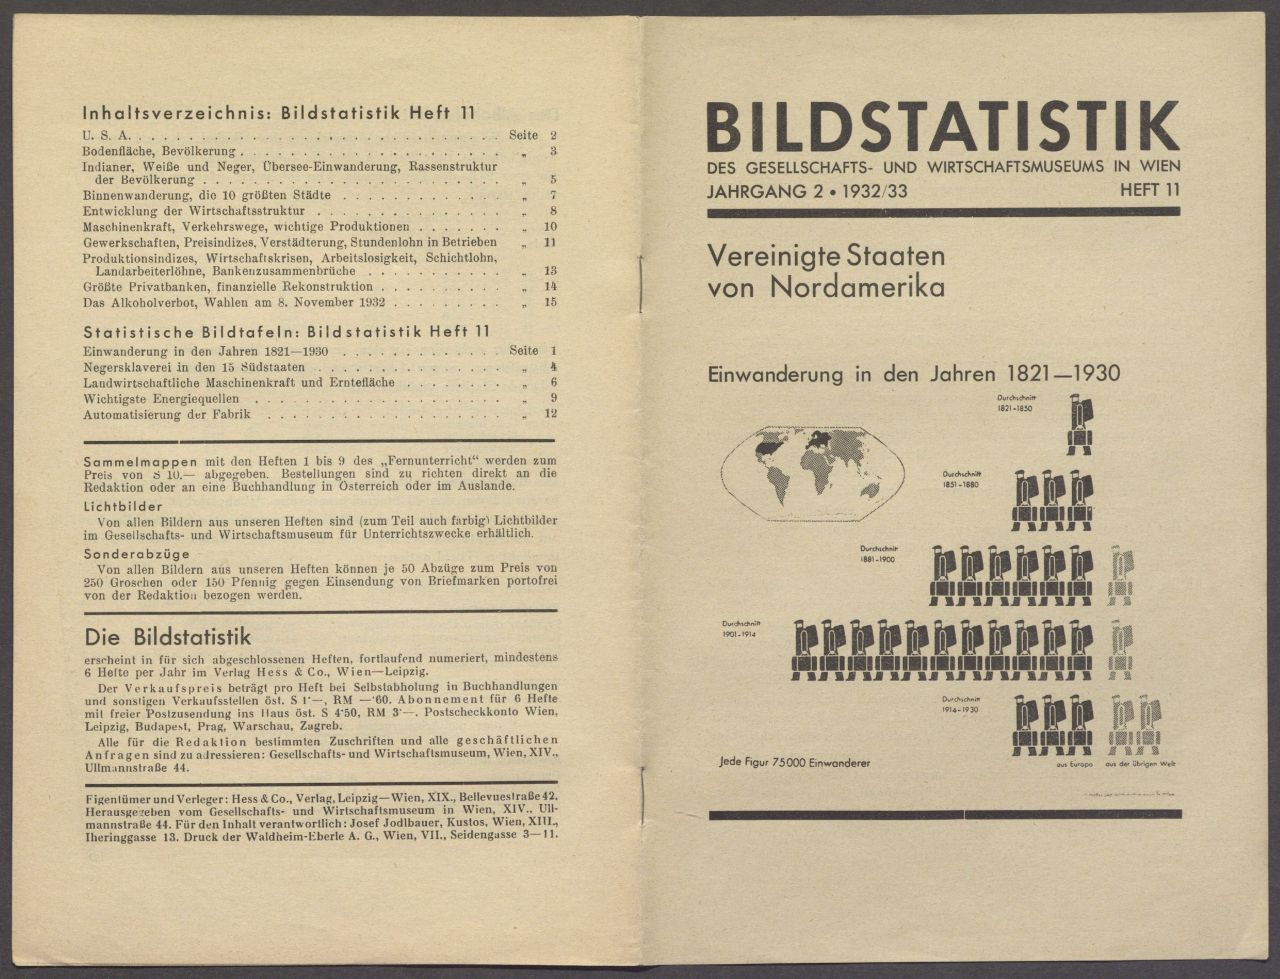 Inhaltsverzeichnis: Bildstatistik Heft 11
U. S. A. . . . . . . . . . . . . . . . . . . . . . . . . . . . . . Seite 2
Bodenfläche, Bevölkerung . . . . . . . . . . . . . . . . . . . . „ 3
Indianer, Weiße und Neger, Übersee-Einwanderung, Rassenstruktur
der Bevölkerung . . . . . . . . . . . . . . . . . . . . . . . „ 5
Binnenwanderung, die 10 größten Städte . . . . . . . . . . . . „ 7
Entwicklung der Wirtschaftsstruktur . . . . . . . . . . . . . . „ 8
Maschinenkraft, Verkehrswege, wichtige Produktionen . . . . . . . „ 10
Gewerkschaften, Preisindizes, Verstädterung, Stundenlohn in Betrieben „ 11
Produktionsindizes, Wirtschaftskrisen, Arbeitslosigkeit, Schichtlohn,
Landarbeiterlöhne, Bankenzusammenbrüche . . . . . . . . . . „ 13
Größte Privatbanken, finanzielle Rekonstruktion . . . . . . . . . „ 14
Das Alkoholverbot, Wahlen am 8. November 1932 . . . . . . . . „ 15
Statistische Bildtafeln: Bildstatistik Heft 11
Einwanderung in den Jahren 1821—1930 . . . . . . . . . . . . Seite 1
Negersklaverei in den 15 Südstaaten . . . . . . . . . . . . . . „ 4
Landwirtschaftliche Maschinenkraft und Erntefläche . . . . . . . . „ 6
Wichtigste Energiequellen . . . . . . . . . . . . . . . . . . . „ 9
Automatisierung der Fabrik . . . . . . . . . . . . . . . . . . „ 12
Sammelmappen mit den Heften 1 bis 9 des „Fernunterricht“ werden zum
Preis von S 10.— abgegeben. Bestellungen sind zu richten direkt an die
Redaktion oder an eine Buchhandlung in Österreich oder im Auslande.
Lichtbilder
Von allen Bildern aus unseren Heften sind (zum Teil auch farbig) Lichtbilder
im Gesellschafts- und Wirtschaftsmuseum für Unterrichtszwecke erhältlich.
Sonderabzüge
Von allen Bildern aus unseren Heften können je 50 Abzüge zum Preis von
250 Groschen oder 150 Pfennig gegen Einsendung von Briefmarken portofrei
von der Redaktion bezogen werden.
Die Bildstatistik
erscheint in für sich abgeschlossenen Heften, fortlaufend numeriert, mindestens
6 Hefte per Jahr im Verlag Hess & Co., Wien—Leipzig.
Der Verkaufspreis beträgt pro Heft bei Selbstabholung in Buchhandlungen
und sonstigen Verkaufsstellen öst. S 1·—, RM —·60. Abonnement für 6 Hefte
mit freier Postzusendung ins Haus öst. S 4·50, RM 3·—. Postscheckkonto Wien,
Leipzig, Budapest, Prag, Warschau, Zagreb.
Alle für die Redaktion bestimmten Zuschriften und alle geschäftlichen
Anfragen sind zu adressieren: Gesellschafts- und Wirtschaftsmuseum, Wien, XIV.,
Ullmannstraße 44.
Eigentümer und Verleger: Hess & Co., Verlag, Leipzig—Wien, XIX., Bellevuestraße 42.
Herausgegeben vom Gesellschafts- und Wirtschaftsmuseum in Wien, XIV., Ull-
mannstraße 44. Für den Inhalt verantwortlich: Josef Jodlbauer, Kustos, Wien, XIII.,
Iheringgasse 13. Druck der Waldheim-Eberle A. G., Wien, VII., Seidengasse 3—11.
BILDSTATISTIK
DES GESELLSCHAFTS- UND WIRTSCHAFTSMUSEUMS IN WIEN
JAHRGANG 2 • 1932/33 HEFT 11
Vereinigte Staaten
von Nordamerika
Einwanderung in den Jahren 1821—1930
Durchschnitt
1821-1850
Durchschnitt
1851-1880
Durchschnitt
1881-1900
Durchschnitt
1901-1914
Durchschnitt
1914-1930
Jede Figur 75000 Einwanderer
aus Europa aus der übrigen Welt